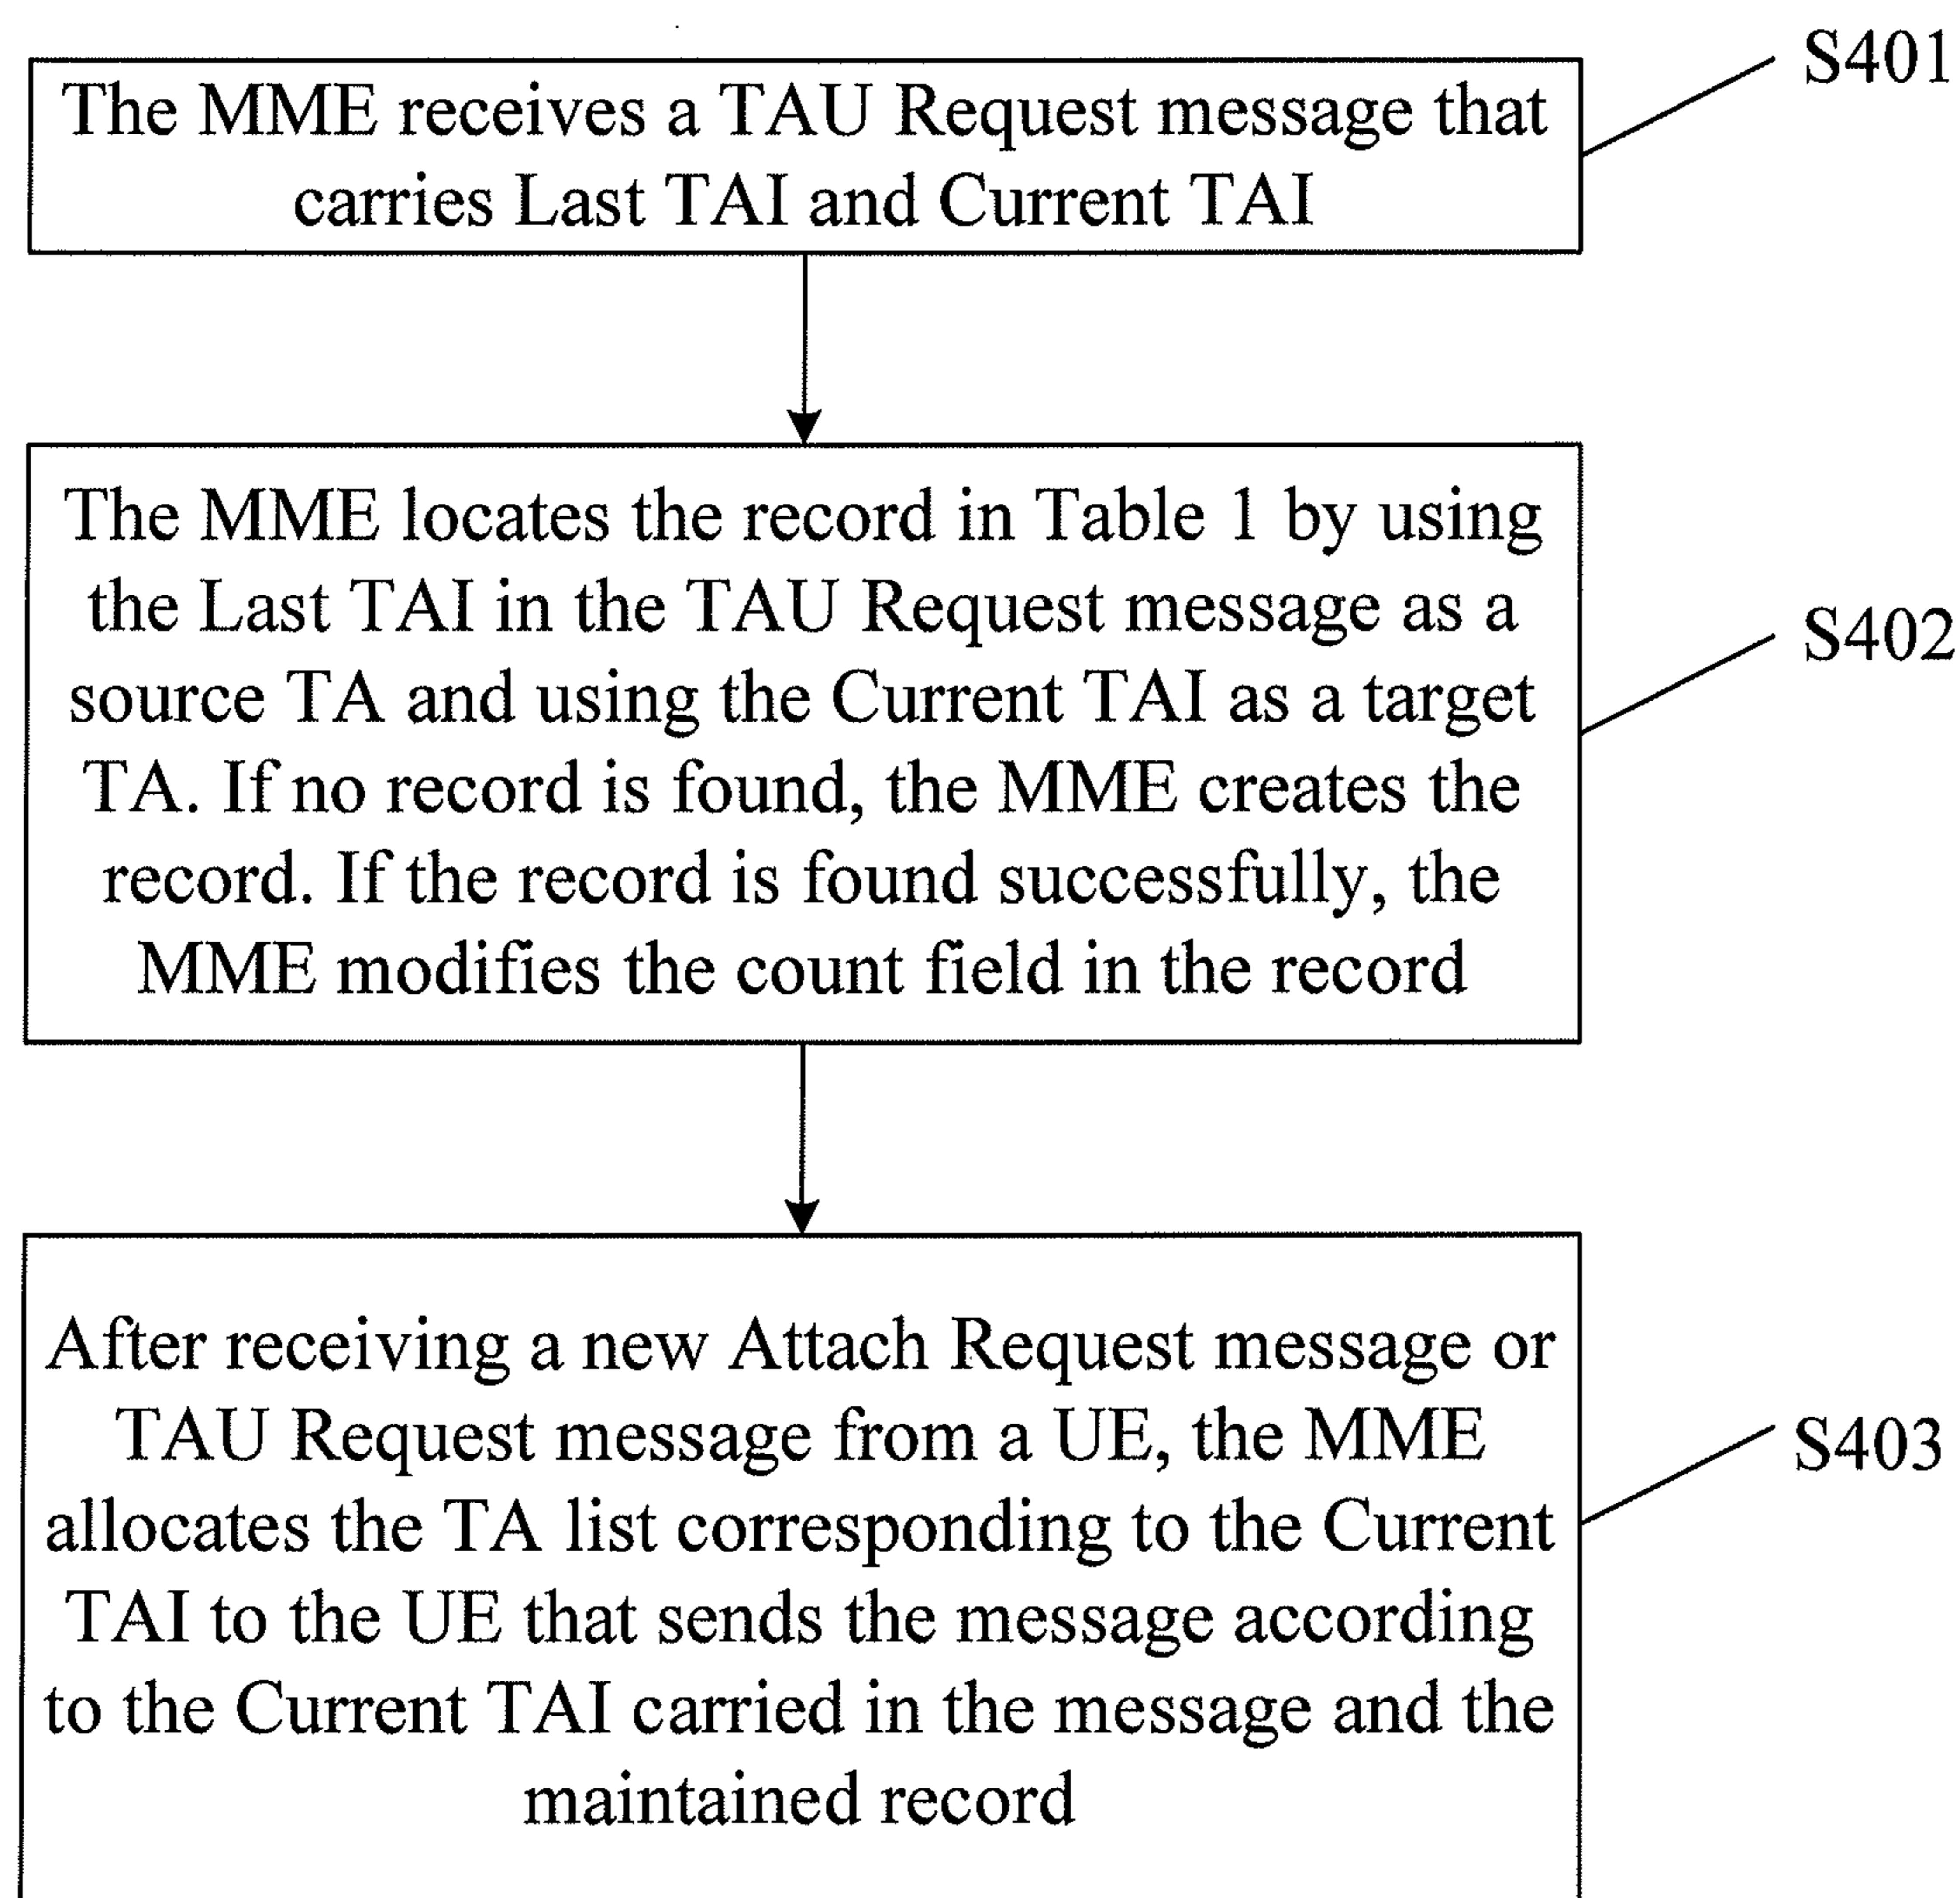 S401
The MME receives a TAU Request message that
carries Last TAI and Current TAI
The MME locates the record in Table 1 by using
the Last TAI in the TAU Request message as a
source TA and using the Current TAI as a target
TA. If no record is found, the MME creates the
record. If the record is found successfully, the
MME modifies the count field in the record
S402
After receiving a new Attach Request message or
TAU Request message from a UE, the MME
allocates the TA list corresponding to the Current
TAI to the UE that sends the message according
to the Current TAI carried in the message and the
maintained record
S403